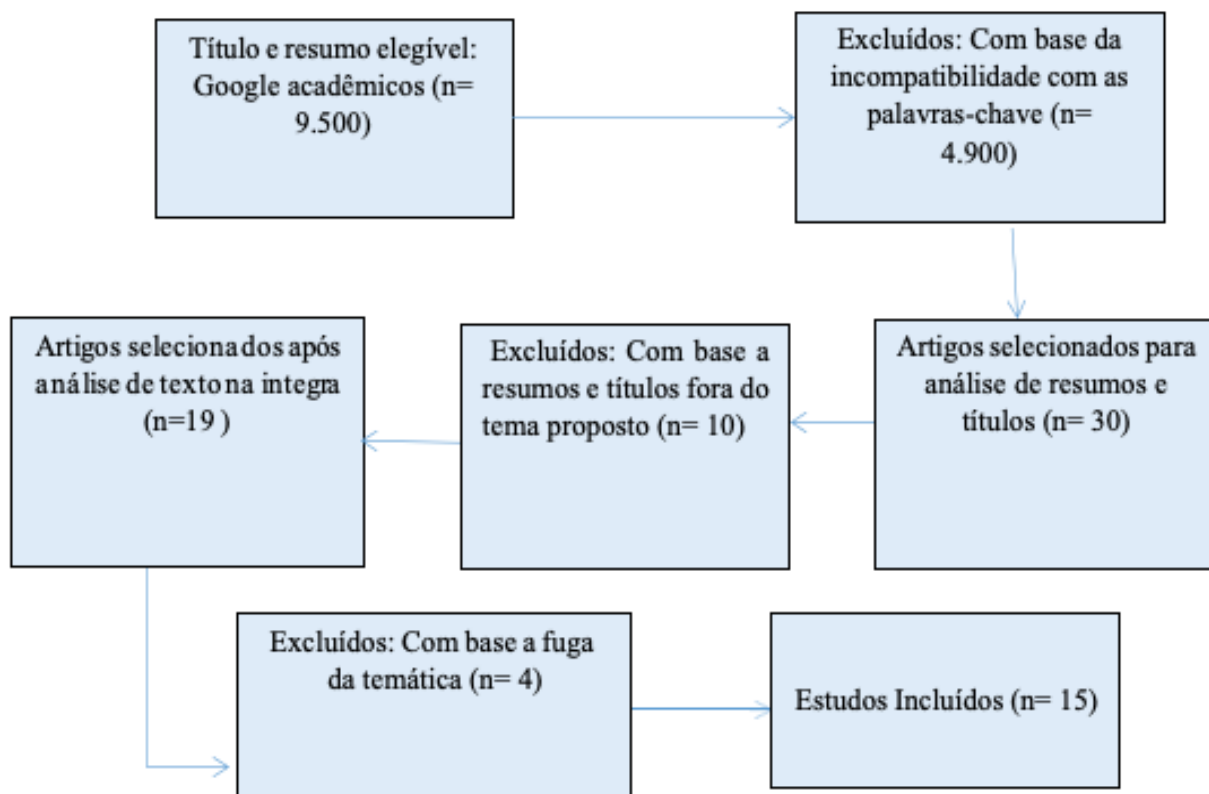 Título e resumo elegível:
Google acadêmicos (n=
9.500)
Excluídos: Com base da
incompatibilidade com as
palavras-chave (n=
4.900)
Artigos selecionados para
análise de resumos e
títulos (n= 30)
Excluídos: Com base a
resumos e títulos fora do
tema proposto (n= 10)
Artigos selecionados após
análise de texto na integra
(n=19 )
Excluídos: Com base a fuga
da temática (n= 4)
Estudos Incluídos (n= 15)